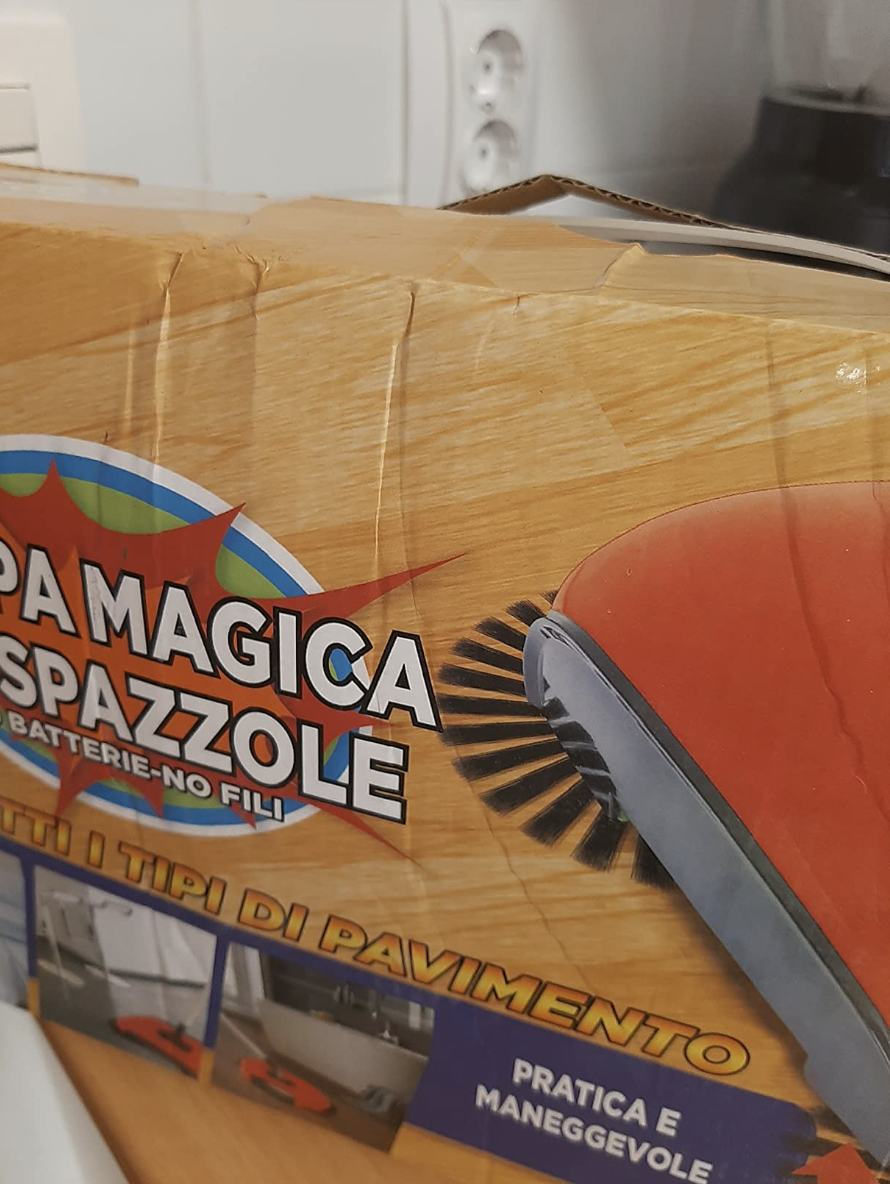 PA MAGICA
SPAZZOLE
BATTERIE-NO FILI
TTI I TIPI DI PAVIMENTO
PRATICA E
MANEGGEVOLE